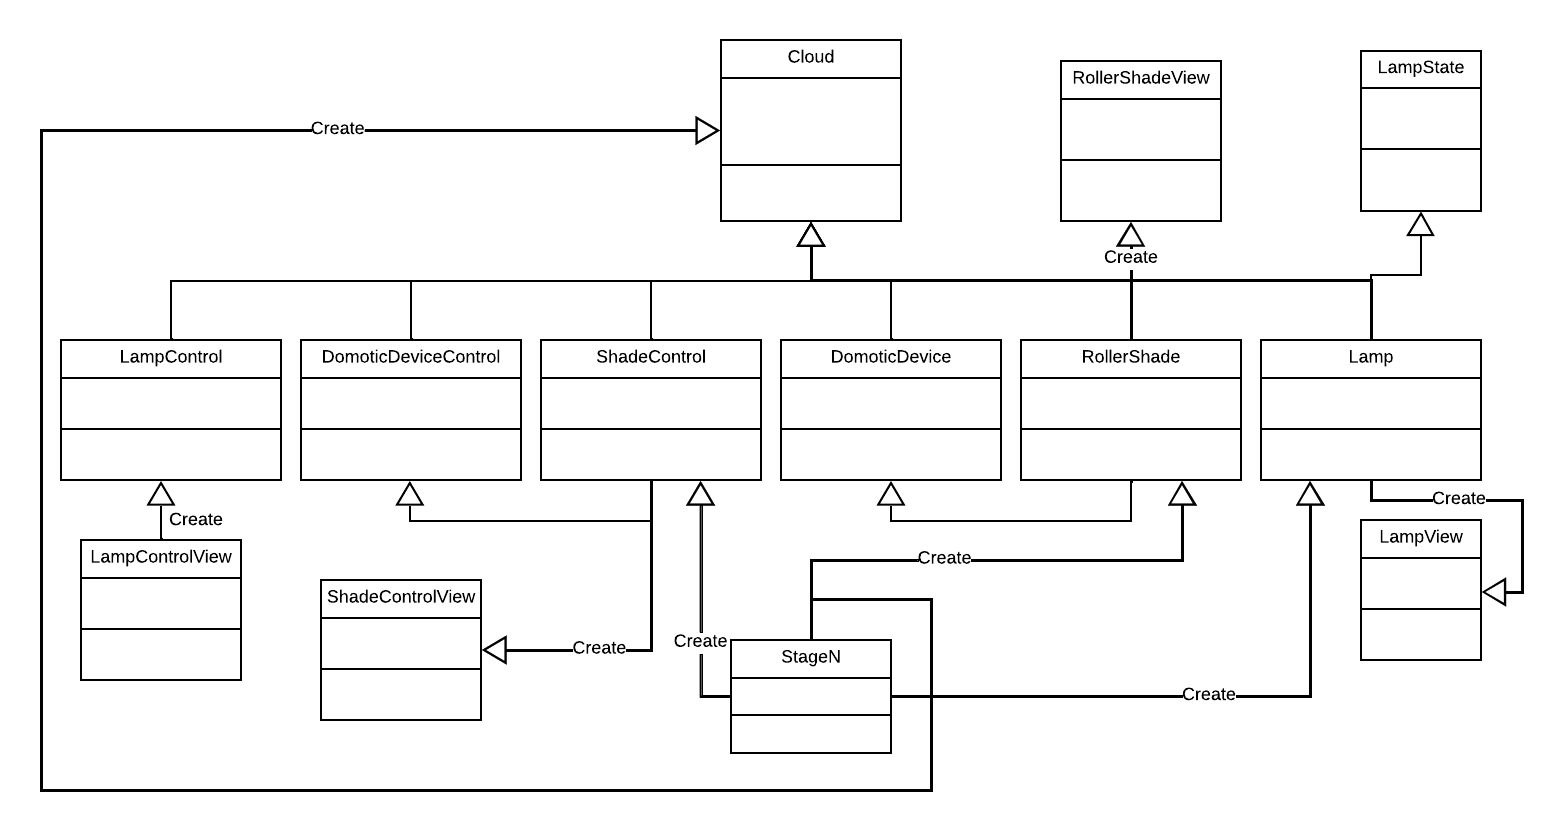 Cloud
RollerShadeView
LampState
Create
Create
LampControl
DomoticDeviceControl
ShadeControl
DomoticDevice
RollerShade
Lamp
Create
Create
LampControlView
Create
LampView
ShadeControlView
Create
Create
StageN
Create